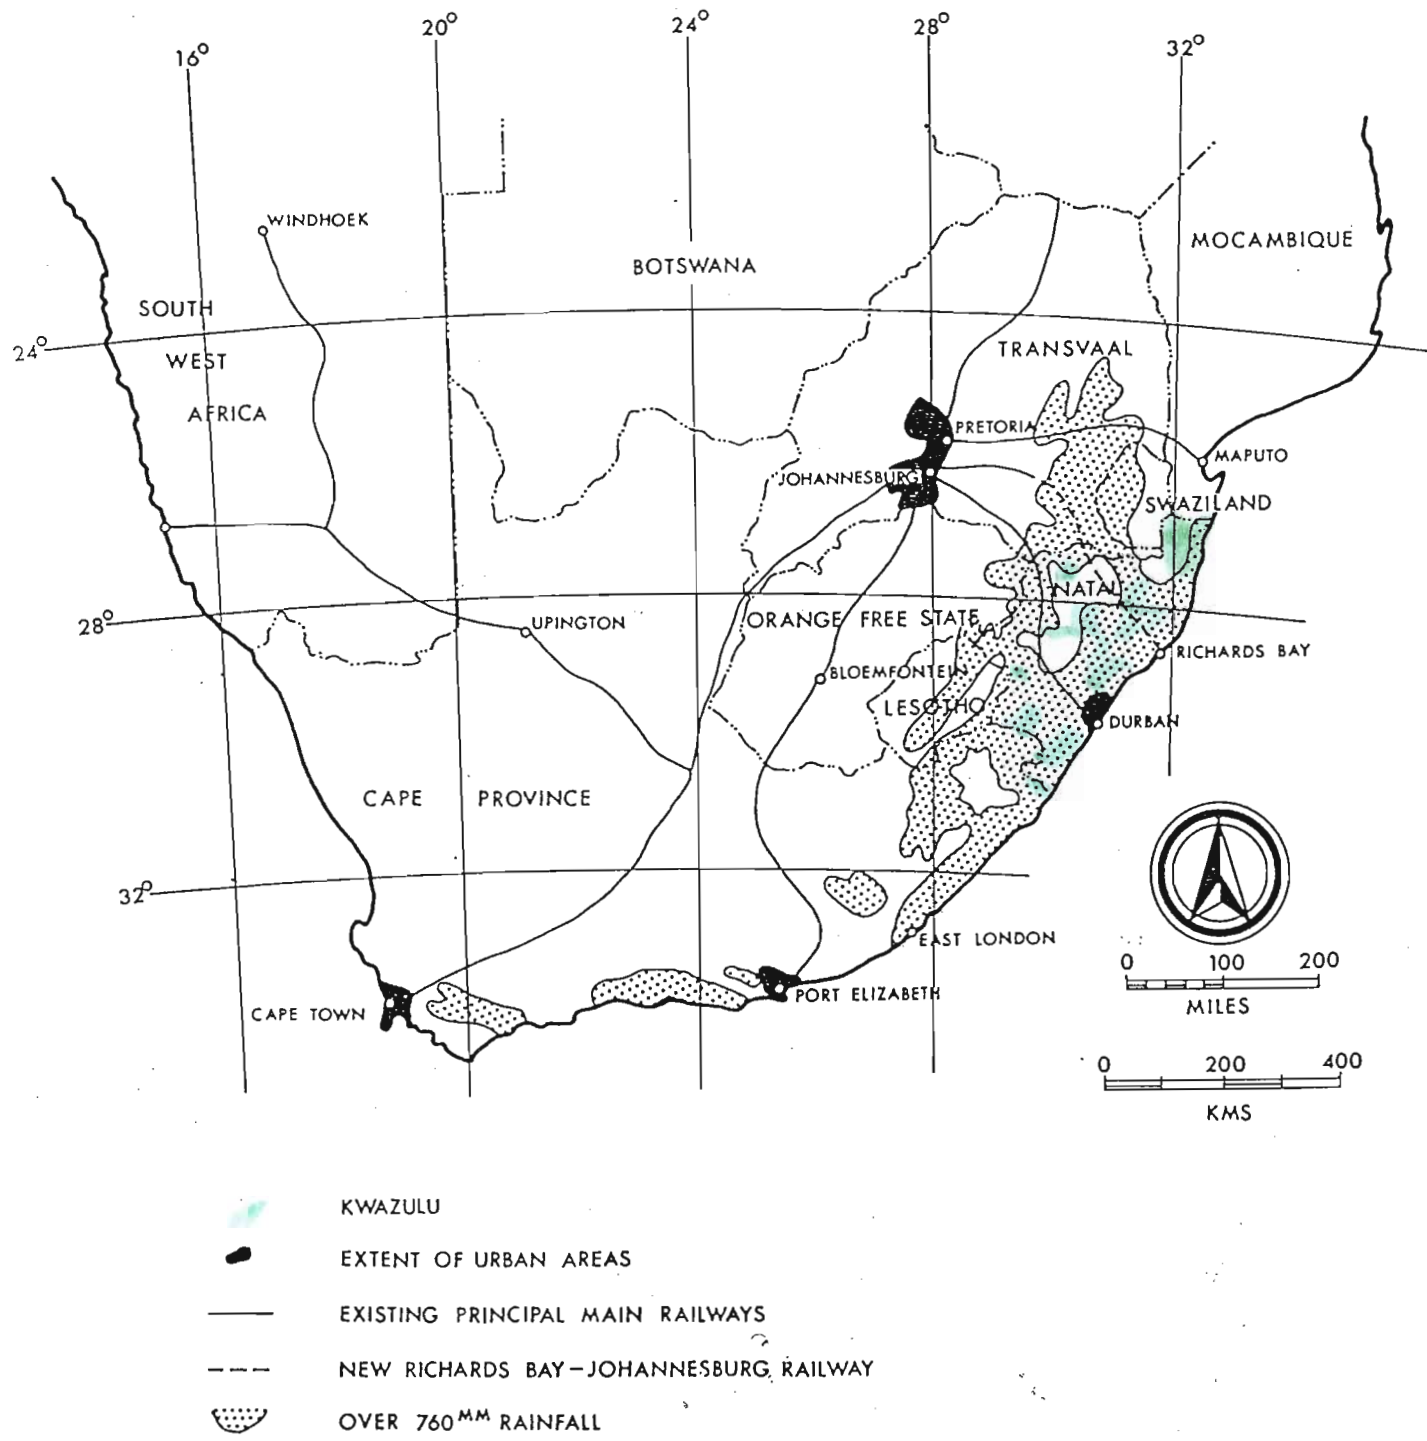 16° 20° 24° 28° 32°
WINDHOEK
MOCAMBIQUE
BOTSWANA
SOUTH
24°
WEST
TRANSVAAL
AFRICA
PRETORIA
MAPUTO
JOHANNESBURG
SWAZILAND
NATAL
28°
UPINGTON
ORANGE FREE STATE
RICHARDS BAY
BLOEMFONTEIN
LESOTHO
DURBAN
CAPE PROVINCE
32°
EAST LONDON
0 100 200
MILES
PORT ELIZABETH
CAPE TOWN
0 200 400
KMS
KWAZULU
EXTENT OF URBAN AREAS
EXISTING PRINCIPAL MAIN RAILWAYS
NEW RICHARDS BAY–JOHANNESBURG RAILWAY
OVER 760MM RAINFALL